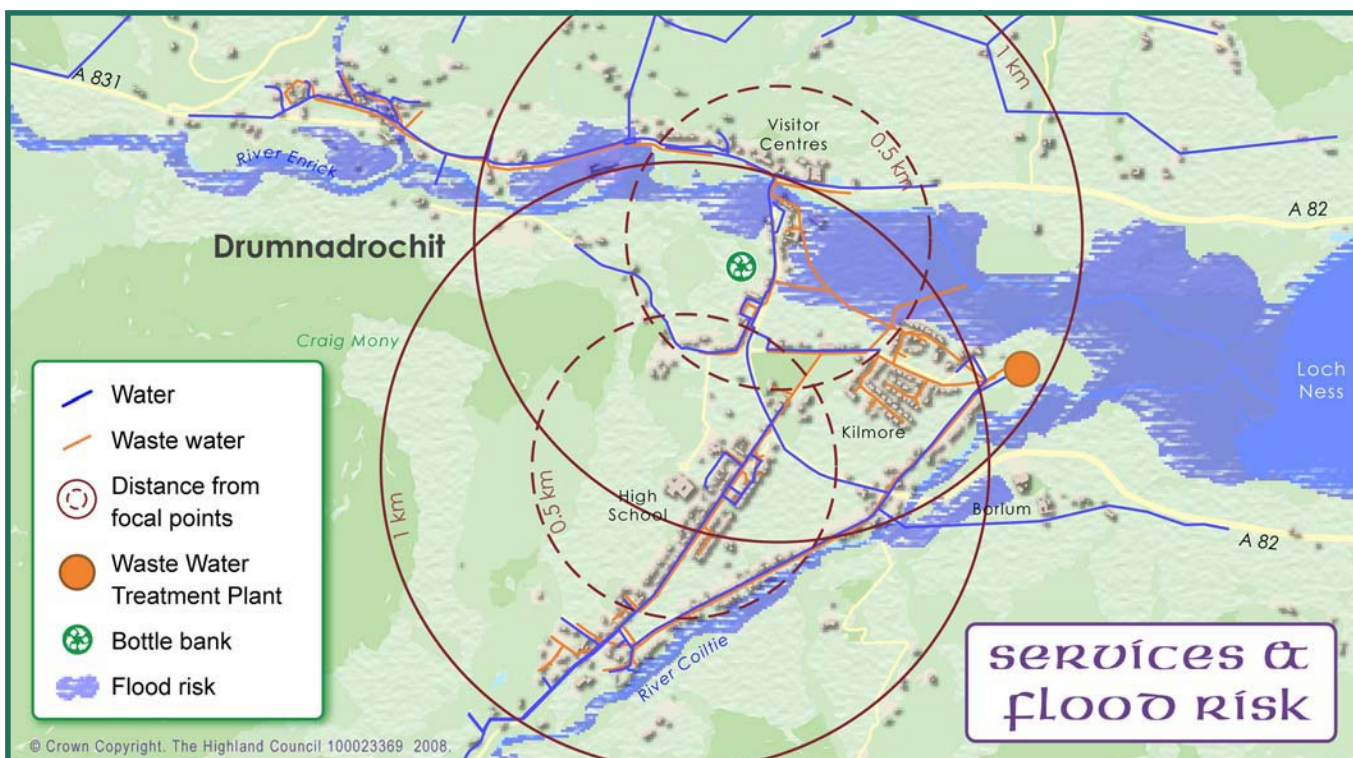 A 831
1 km
Visitor
Centres
0.5 km
River Enrick
A 82
Drumnadrochit
Craig Mony
Loch
Ness
Kilmore
High
School
0.5 km
1 km
Borlum
A 82
River Coiltie
Water
Waste water
Distance from
focal points
Waste Water
Treatment Plant
Bottle bank
Flood risk
services &
flood risk
© Crown Copyright. The Highland Council 100023369 2008.